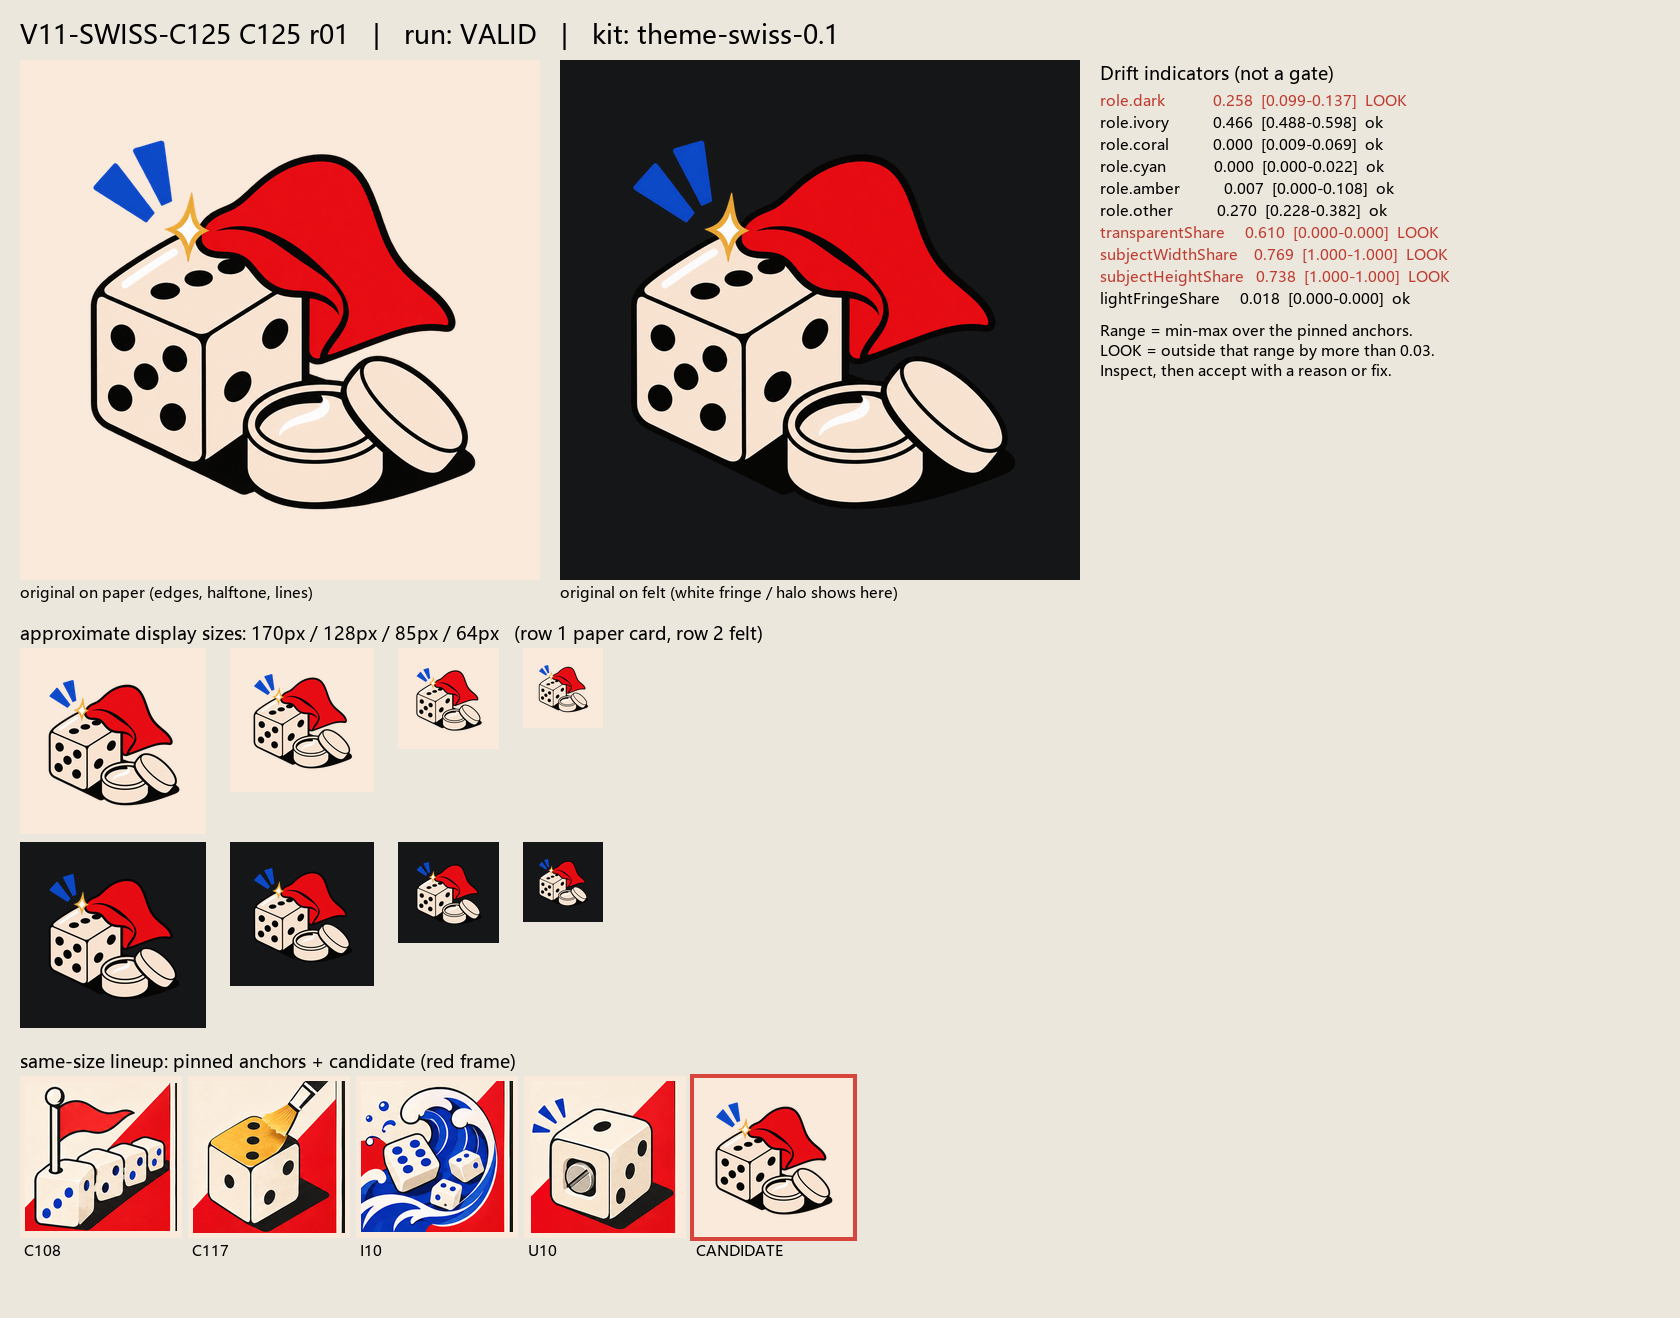 V11-SWISS-C125 C125 r01 | run: VALID | kit: theme-swiss-0.1
Drift indicators (not a gate)
role.dark 0.258 [0.099-0.137] LOOK
role.ivory 0.466 [0.488-0.598] ok
role.coral 0.000 [0.009-0.069] ok
role.cyan 0.000 [0.000-0.022] ok
role.amber 0.007 [0.000-0.108] ok
role.other 0.270 [0.228-0.382] ok
transparentShare 0.610 [0.000-0.000] LOOK
subjectWidthShare 0.769 [1.000-1.000] LOOK
subjectHeightShare 0.738 [1.000-1.000] LOOK
lightFringeShare 0.018 [0.000-0.000] ok
Range = min-max over the pinned anchors.
LOOK = outside that range by more than 0.03.
Inspect, then accept with a reason or fix.
original on paper (edges, halftone, lines)
original on felt (white fringe / halo shows here)
approximate display sizes: 170px / 128px / 85px / 64px (row 1 paper card, row 2 felt)
same-size lineup: pinned anchors + candidate (red frame)
C108
C117
I10
U10
CANDIDATE